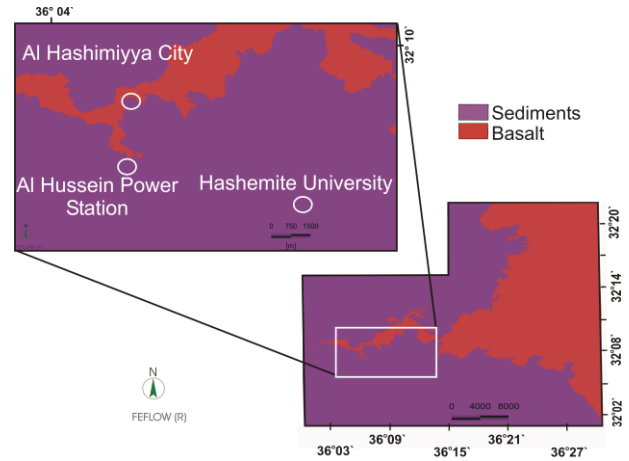 36° 04
32° 10`
Al Hashimiyya City
Al Hussein Power
Station
Hashemite University
0 750 1500
[m]
Sediments
Basalt
32°20`
32°14`
32°08`
32°02`
0 4000 8000
N
FEFLOW (R)
36°03` 36°09` 36°15` 36°21` 36°27`